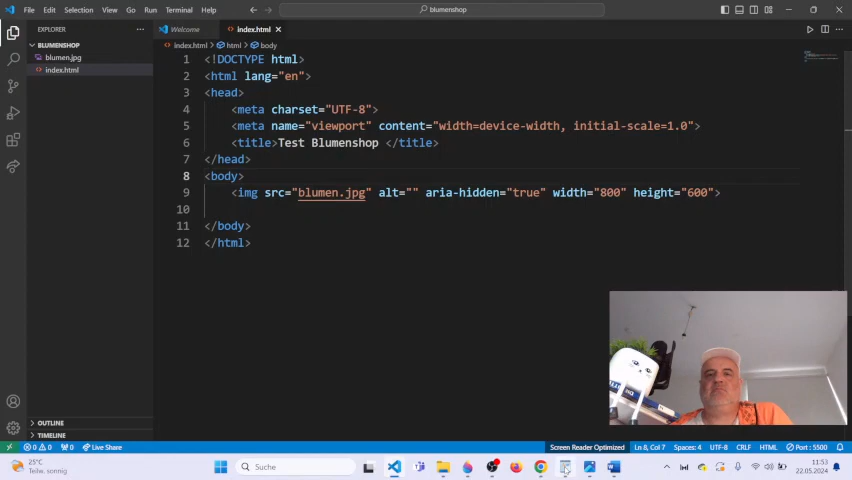 File Edit Selection View Go Run Terminal Help
blumenshop
EXPLORER
BLUMENSHOP
blumen.jpg
index.html
OUTLINE
TIMELINE
Welcome
index.html
index.html > html > body
1 <!DOCTYPE html>
2 <html lang="en">
3 <head>
4 <meta charset="UTF-8">
5 <meta name="viewport" content="width=device-width, initial-scale=1.0">
6 <title>Test Blumenshop </title>
7 </head>
8 <body>
9 <img src="blumen.jpg" alt="" aria-hidden="true" width="800" height="600">
10
11 </body>
12 </html>
0 0 0 Live Share
Screen Reader Optimized Ln 8, Col 7 Spaces: 4 UTF-8 CRLF HTML Port : 5500
25°C
Teilw. sonnig
Suche
11:53
22.05.2024